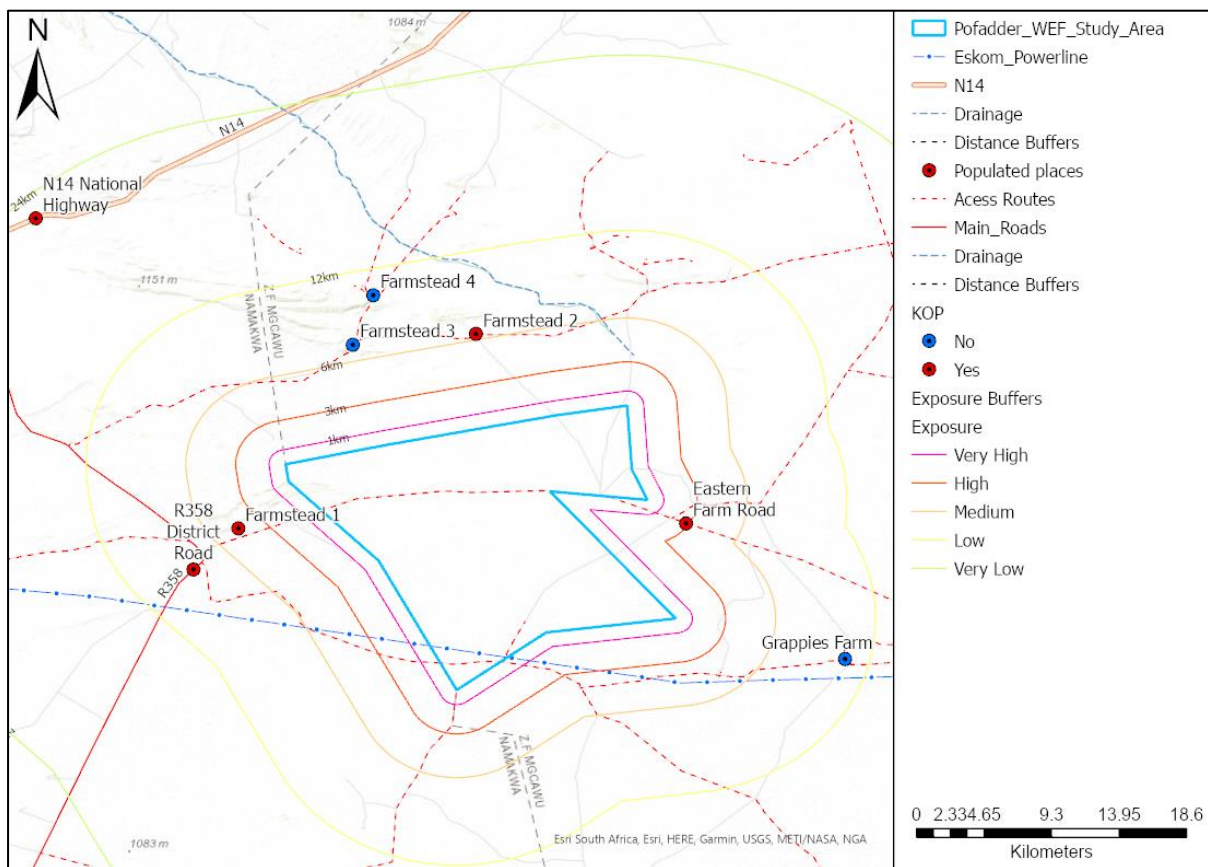 N
1084 m
N14
24km
N14 National
Highway
1151 m
12km
Z.F MGCAWU
NAMAKWA
Farmstead 4
Farmstead 3
Farmstead 2
6km
3km
1km
R358
District
Road
Farmstead 1
R358
Eastern
Farm Road
Grappies Farm
Z.F MGCAWU
NAMAKWA
1083 m
Esri South Africa, Esri, HERE, Garmin, USGS, METI/NASA, NGA
Pofadder_WEF_Study_Area
Eskom_Powerline
N14
Drainage
Distance Buffers
Populated places
Acess Routes
Main_Roads
Drainage
Distance Buffers
KOP
No
Yes
Exposure Buffers
Exposure
Very High
High
Medium
Low
Very Low
0 2.334.65 9.3 13.95 18.6
Kilometers